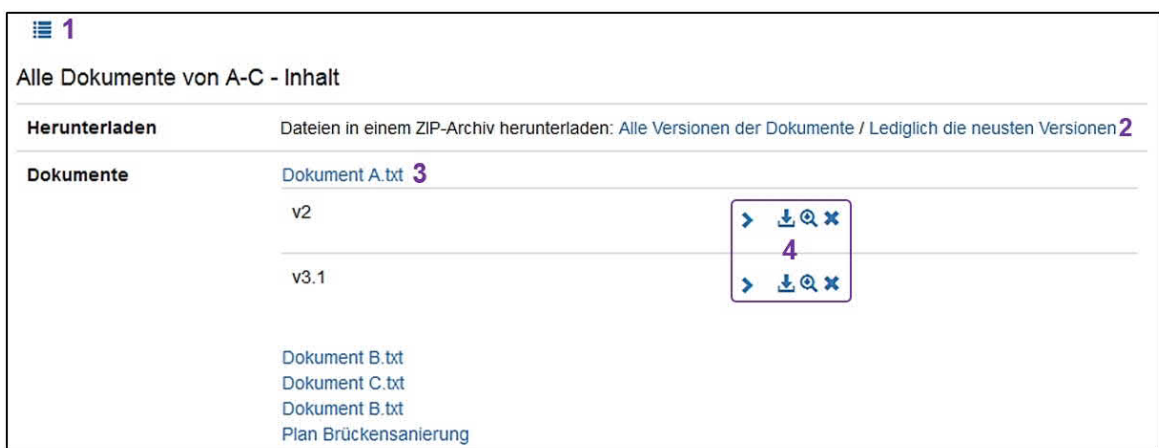 1
Alle Dokumente von A-C - Inhalt
Herunterladen Dateien in einem ZIP-Archiv herunterladen: Alle Versionen der Dokumente / Lediglich die neusten Versionen 2
Dokumente Dokument A.txt 3
v2
4
v3.1
Dokument B.txt
Dokument C.txt
Dokument B.txt
Plan Brückensanierung